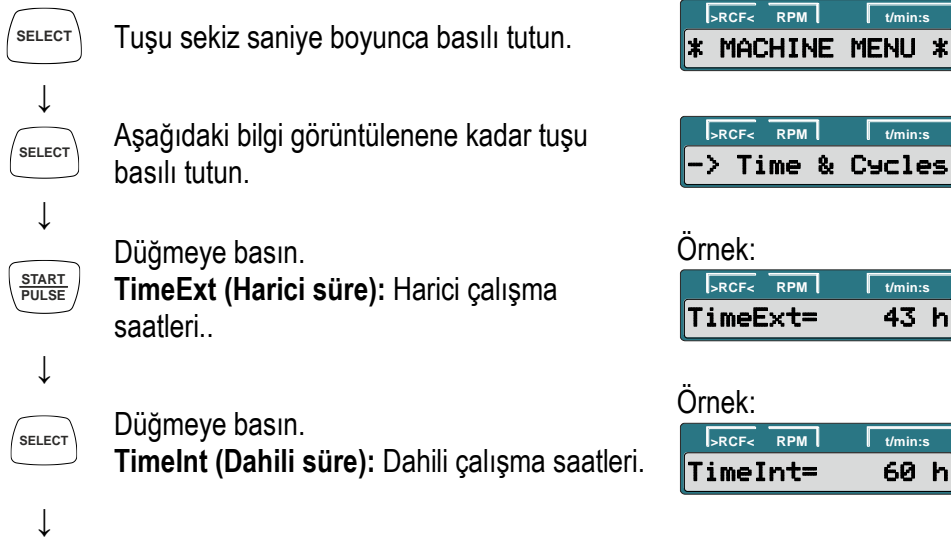 SELECT
Tuşu sekiz saniye boyunca basılı tutun.
>RCF< RPM t/min:s
* MACHINE MENU *
↓
SELECT
Aşağıdaki bilgi görüntülenene kadar tuşu
basılı tutun.
>RCF< RPM t/min:s
-> Time & Cycles
↓
START
PULSE
Düğmeye basın.
TimeExt (Harici süre): Harici çalışma
saatleri..
Örnek:
>RCF< RPM t/min:s
TimeExt= 43 h
↓
SELECT
Düğmeye basın.
TimeInt (Dahili süre): Dahili çalışma saatleri.
Örnek:
>RCF< RPM t/min:s
TimeInt= 60 h
↓